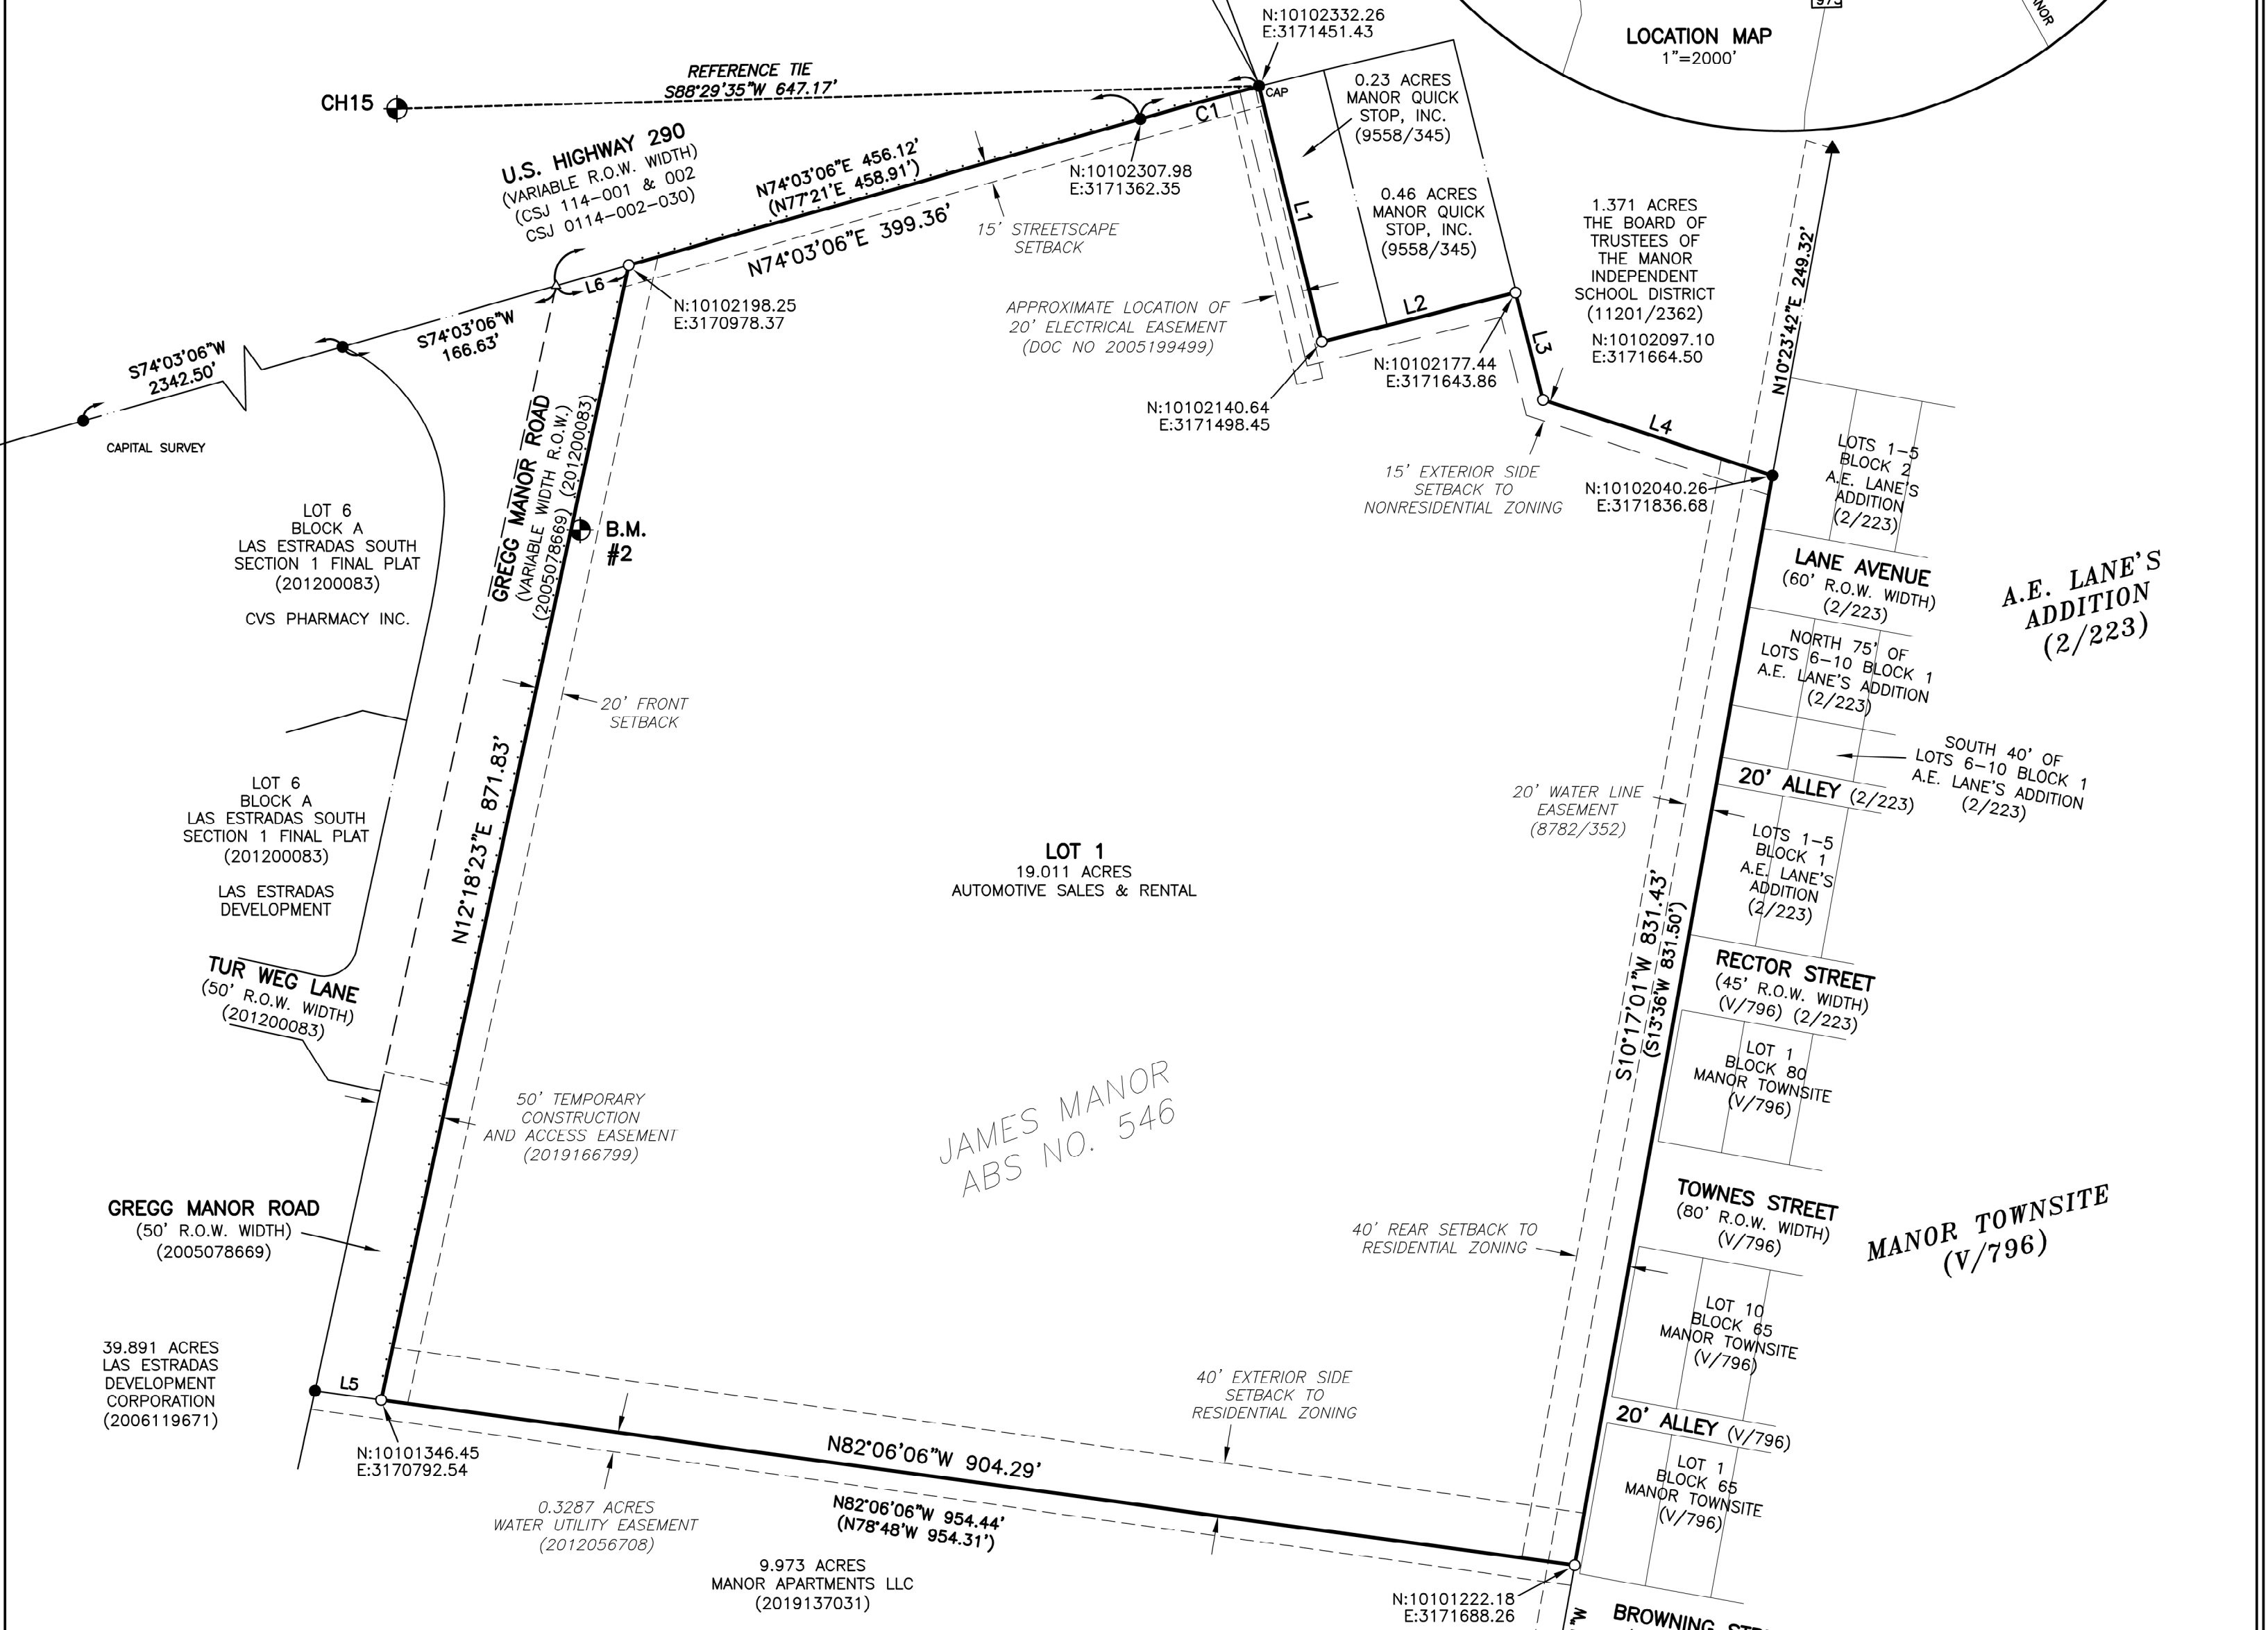 N:10102332.26
E:3171451.43
LOCATION MAP
1"=2000'
REFERENCE TIE
S88°29'35"W 647.17'
CH15
CAP
C1
0.23 ACRES
MANOR QUICK
STOP, INC.
(9558/345)
U.S. HIGHWAY 290
(VARIABLE R.O.W. WIDTH)
(CSJ 114-001 & 002
CSJ 0114-002-030)
N74°03'06"E 456.12'
(N77°21'E 458.91')
N74°03'06"E 399.36'
N:10102307.98
E:3171362.35
15' STREETSCAPE
SETBACK
L1
0.46 ACRES
MANOR QUICK
STOP, INC.
(9558/345)
1.371 ACRES
THE BOARD OF
TRUSTEES OF
THE MANOR
INDEPENDENT
SCHOOL DISTRICT
(11201/2362)
N:10102097.10
E:3171664.50
N10°23'42"E 249.32'
L6
N:10102198.25
E:3170978.37
APPROXIMATE LOCATION OF
20' ELECTRICAL EASEMENT
(DOC NO 2005199499)
L2
L3
N:10102177.44
E:3171643.86
S74°03'06"W
166.63'
S74°03'06"W
2342.50'
CAPITAL SURVEY
N:10102140.64
E:3171498.45
L4
15' EXTERIOR SIDE
SETBACK TO
NONRESIDENTIAL ZONING
N:10102040.26
E:3171836.68
LOTS 1-5
BLOCK 2
A.E. LANE'S
ADDITION
(2/223)
GREGG MANOR ROAD
(VARIABLE WIDTH R.O.W.)
(2005078669) (201200083)
LOT 6
BLOCK A
LAS ESTRADAS SOUTH
SECTION 1 FINAL PLAT
(201200083)
CVS PHARMACY INC.
B.M.
#2
LANE AVENUE
(60' R.O.W. WIDTH)
(2/223)
A.E. LANE'S
ADDITION
(2/223)
NORTH 75' OF
LOTS 6-10 BLOCK 1
A.E. LANE'S ADDITION
(2/223)
20' FRONT
SETBACK
SOUTH 40' OF
LOTS 6-10 BLOCK 1
A.E. LANE'S ADDITION
(2/223)
20' ALLEY (2/223)
N12°18'23"E 871.83'
LOT 6
BLOCK A
LAS ESTRADAS SOUTH
SECTION 1 FINAL PLAT
(201200083)
LAS ESTRADAS
DEVELOPMENT
20' WATER LINE
EASEMENT
(8782/352)
LOTS 1-5
BLOCK 1
A.E. LANE'S
ADDITION
(2/223)
LOT 1
19.011 ACRES
AUTOMOTIVE SALES & RENTAL
S10°17'01"W 831.43'
(S13°36'W 831.50')
TUR WEG LANE
(50' R.O.W. WIDTH)
(201200083)
RECTOR STREET
(45' R.O.W. WIDTH)
(V/796) (2/223)
LOT 1
BLOCK 80
MANOR TOWNSITE
(V/796)
50' TEMPORARY
CONSTRUCTION
AND ACCESS EASEMENT
(2019166799)
JAMES MANOR
ABS NO. 546
GREGG MANOR ROAD
(50' R.O.W. WIDTH)
(2005078669)
TOWNES STREET
(80' R.O.W. WIDTH)
(V/796)
MANOR TOWNSITE
(V/796)
40' REAR SETBACK TO
RESIDENTIAL ZONING
LOT 10
BLOCK 65
MANOR TOWNSITE
(V/796)
39.891 ACRES
LAS ESTRADAS
DEVELOPMENT
CORPORATION
(2006119671)
L5
40' EXTERIOR SIDE
SETBACK TO
RESIDENTIAL ZONING
20' ALLEY (V/796)
N:10101346.45
E:3170792.54
N82°06'06"W 904.29'
N82°06'06"W 954.44'
(N78°48'W 954.31')
LOT 1
BLOCK 65
MANOR TOWNSITE
(V/796)
0.3287 ACRES
WATER UTILITY EASEMENT
(2012056708)
9.973 ACRES
MANOR APARTMENTS LLC
(2019137031)
N:10101222.18
E:3171688.26
BROWNING